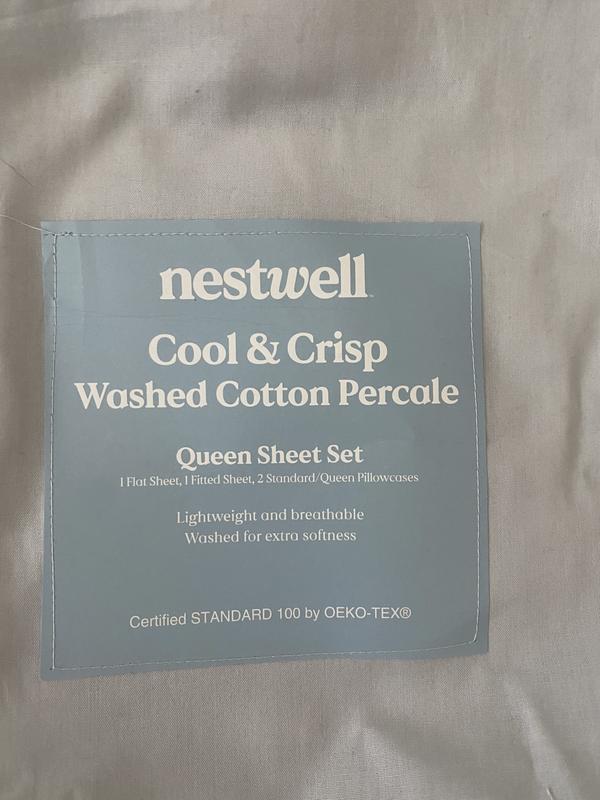 nestwell
Cool & Crisp
Washed Cotton Percale
Queen Sheet Set
1 Flat Sheet, 1 Fitted Sheet, 2 Standard/Queen Pillowcases
Lightweight and breathable
Washed for extra softness
Certified STANDARD 100 by OEKO-TEX®